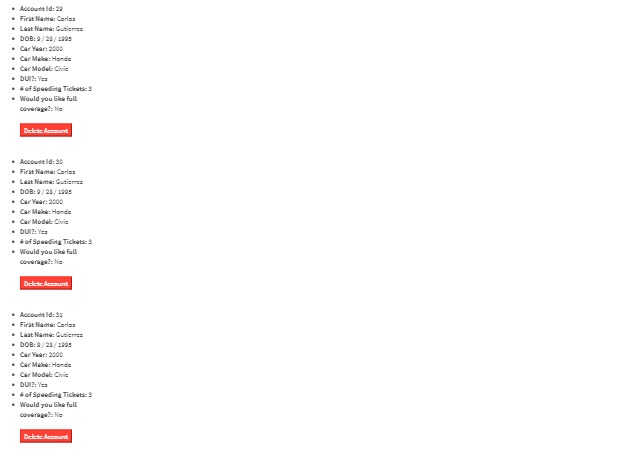 Account Id: 29
First Name: Carlos
Last Name: Gutierrez
DOB: 9 / 28 / 1995
Car Year: 2000
Car Make: Honda
Car Model: Civic
DUI?: Yes
# of Speeding Tickets: 3
Would you like full
coverage?: No
Delete Account
Account Id: 30
First Name: Carlos
Last Name: Gutierrez
DOB: 9 / 28 / 1995
Car Year: 2000
Car Make: Honda
Car Model: Civic
DUI?: Yes
# of Speeding Tickets: 3
Would you like full
coverage?: No
Delete Account
Account Id: 31
First Name: Carlos
Last Name: Gutierrez
DOB: 9 / 28 / 1995
Car Year: 2000
Car Make: Honda
Car Model: Civic
DUI?: Yes
# of Speeding Tickets: 3
Would you like full
coverage?: No
Delete Account